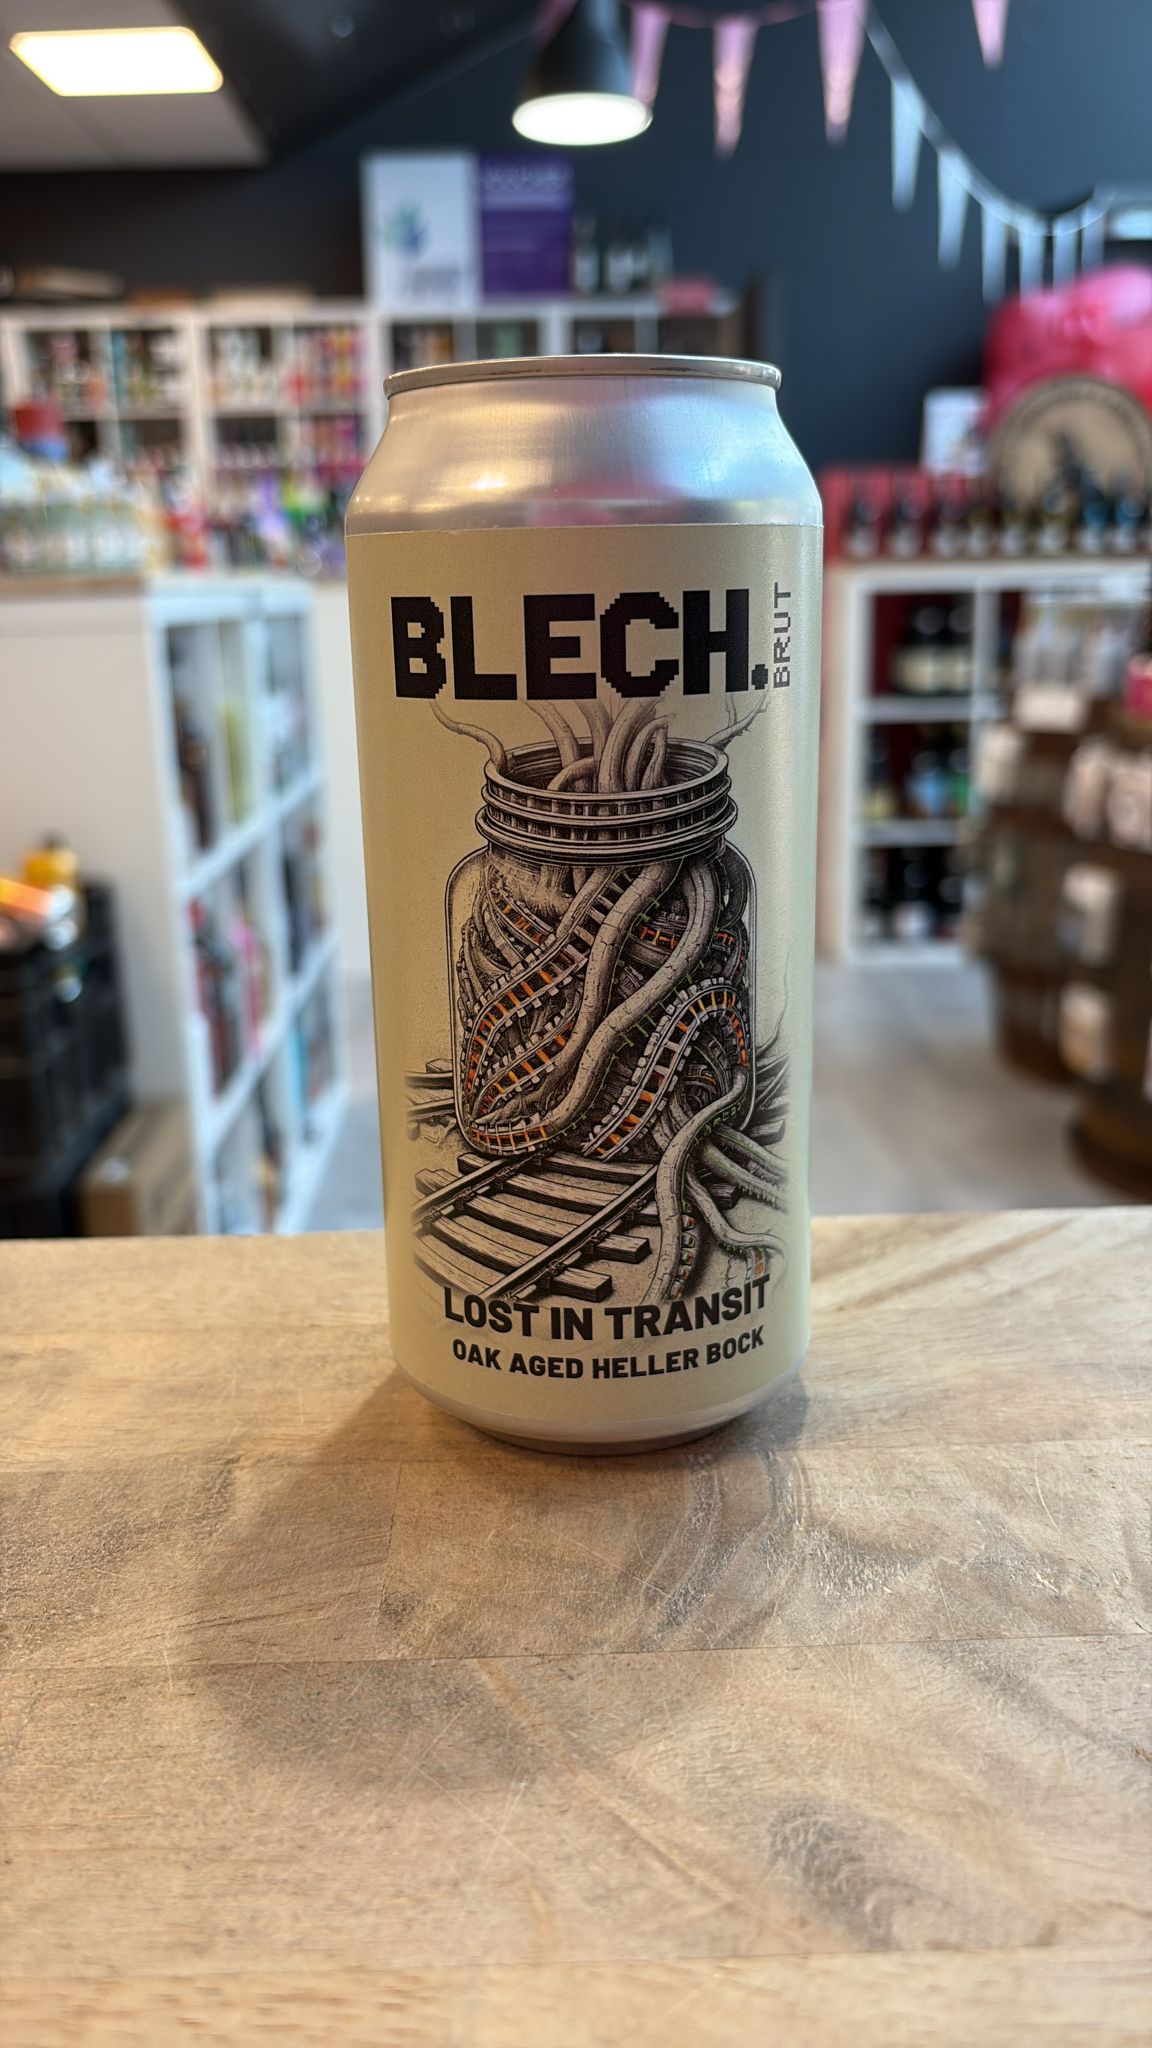 BLECH.
BRUT
LOST IN TRANSIT
OAK AGED HELLER BOCK